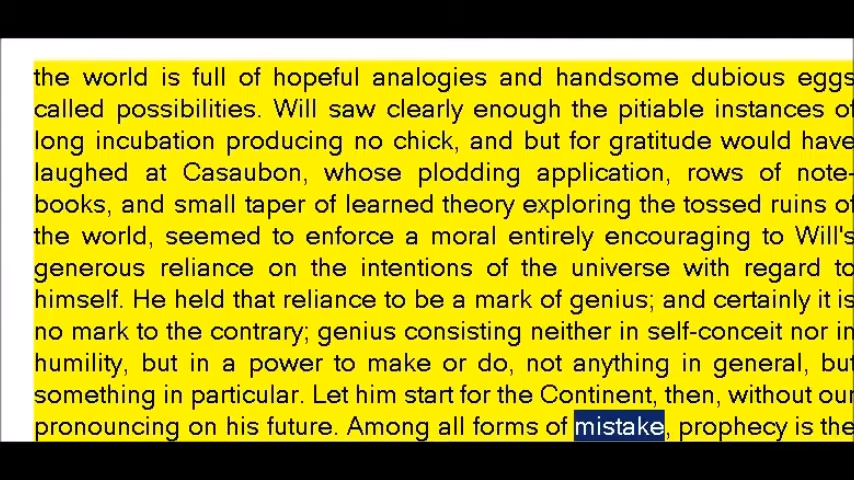 the world is full of hopeful analogies and handsome dubious eggs
called possibilities. Will saw clearly enough the pitiable instances of
long incubation producing no chick, and but for gratitude would have
laughed at Casaubon, whose plodding application, rows of note-
books, and small taper of learned theory exploring the tossed ruins of
the world, seemed to enforce a moral entirely encouraging to Will's
generous reliance on the intentions of the universe with regard to
himself. He held that reliance to be a mark of genius; and certainly it is
no mark to the contrary; genius consisting neither in self-conceit nor in
humility, but in a power to make or do, not anything in general, but
something in particular. Let him start for the Continent, then, without our
pronouncing on his future. Among all forms of mistake, prophecy is the